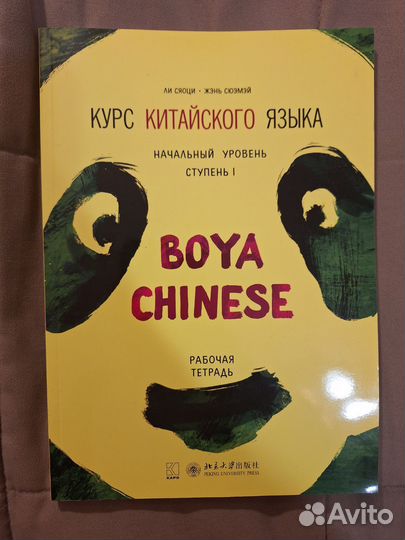 ЛИ СЯОЦИ • ЖЭНЬ СЮЭМЭЙ
КУРС КИТАЙСКОГО ЯЗЫКА
НАЧАЛЬНЫЙ УРОВЕНЬ
СТУПЕНЬ I
BOYA
CHINESE
РАБОЧАЯ
ТЕТРАДЬ
КАРО
北京大学出版社
PEKING UNIVERSITY PRESS
Avito